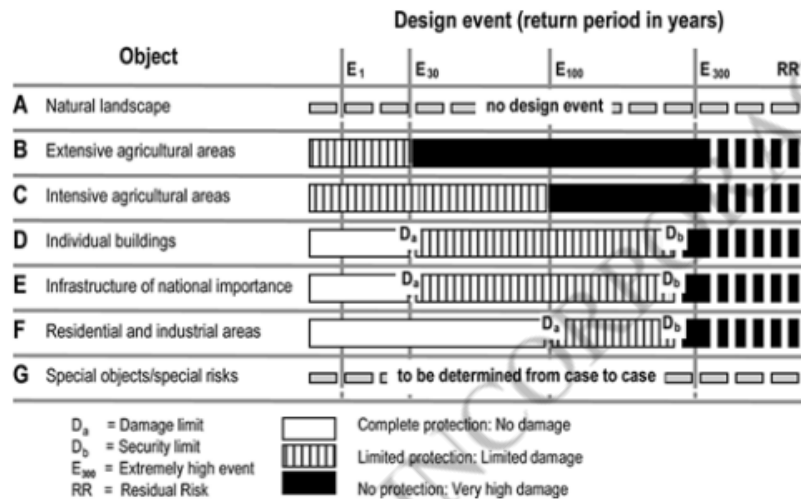 Design event (return period in years)
Object
E1 E30 E100 E300 RR
A Natural landscape no design event
B Extensive agricultural areas
C Intensive agricultural areas
D Individual buildings Da Db
E Infrastructure of national importance Da Db
F Residential and industrial areas Da Db
G Special objects/special risks to be determined from case to case
Da = Damage limit
Db = Security limit
E300 = Extremely high event
RR = Residual Risk
Complete protection: No damage
Limited protection: Limited damage
No protection: Very high damage